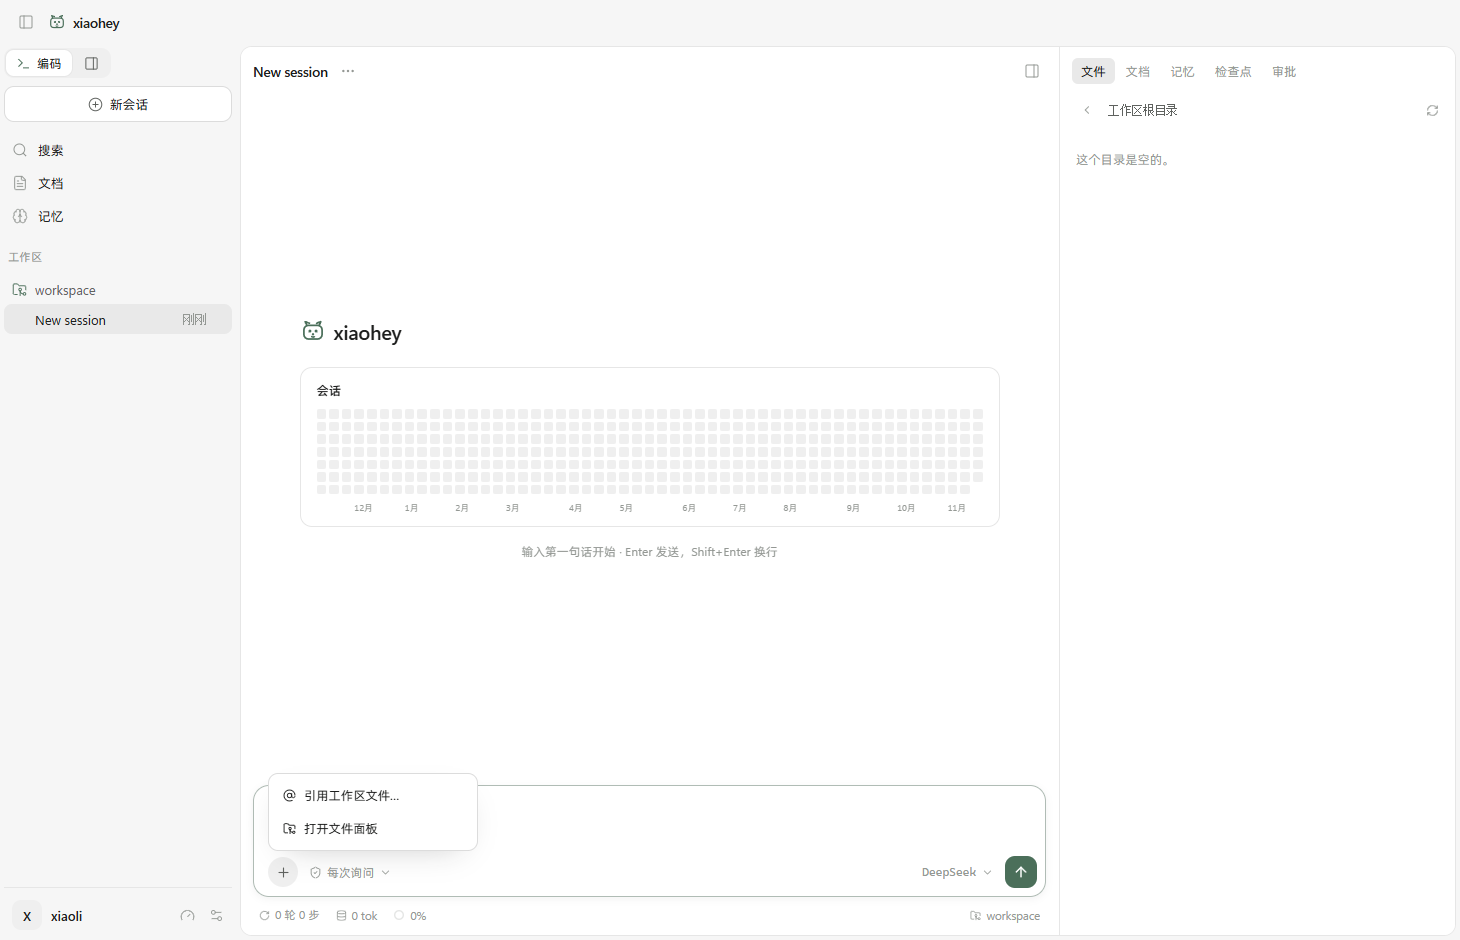 xiaohey
编码
新会话
搜索
文档
记忆
工作区
workspace
New session 刚刚
X xiaoli
New session
xiaohey
会话
12月 1月 2月 3月 4月 5月 6月 7月 8月 9月 10月 11月
输入第一句话开始 · Enter 发送，Shift+Enter 换行
@ 引用工作区文件...
打开文件面板
每次询问 DeepSeek
0 轮 0 步 0 tok 0% workspace
文件 文档 记忆 检查点 审批
工作区根目录
这个目录是空的。